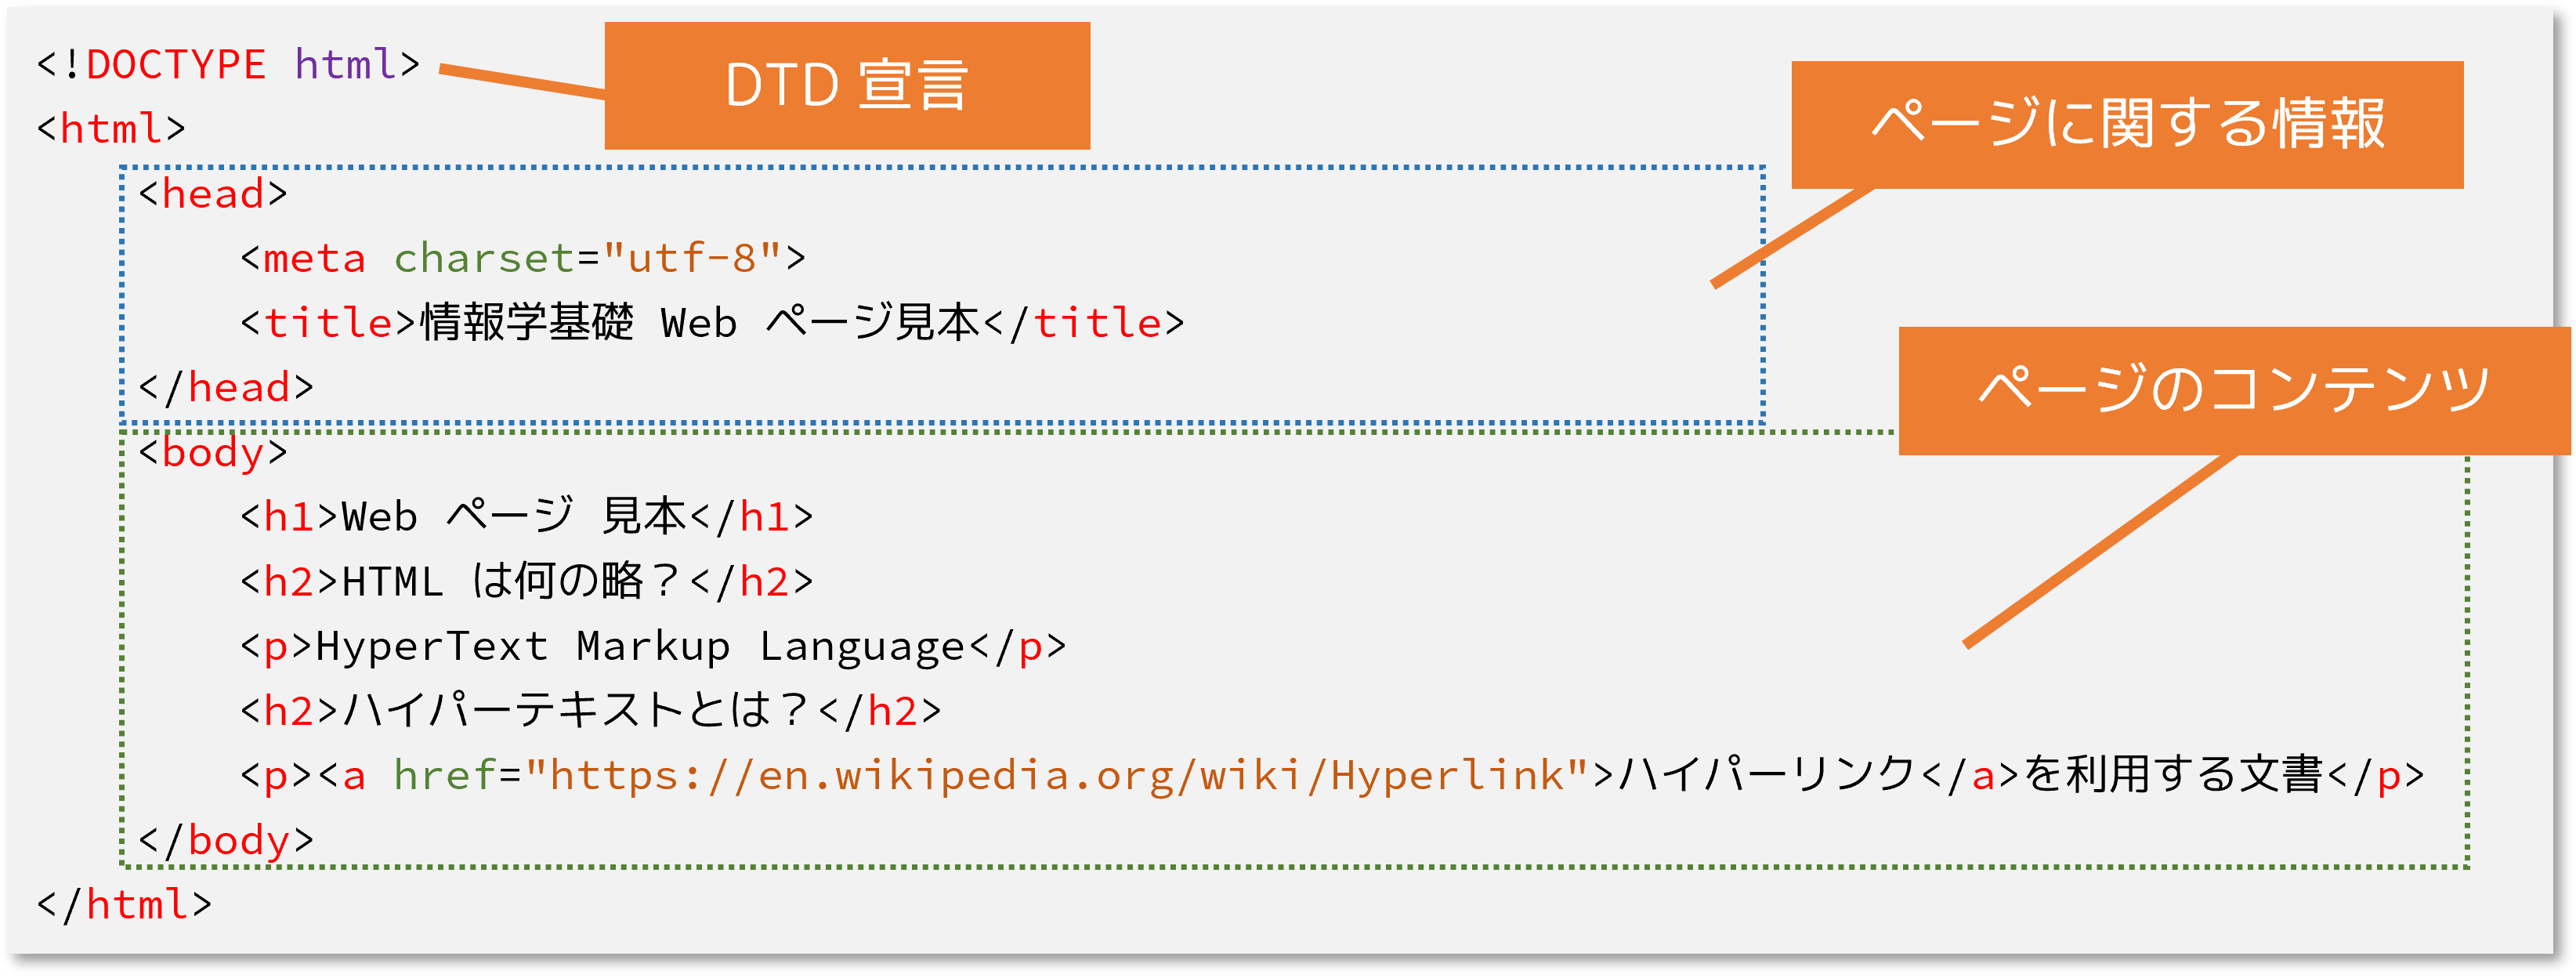 <!DOCTYPE html>
DTD 宣言
<html>
ページに関する情報
<head>
<meta charset="utf-8">
<title>情報学基礎 Web ページ見本</title>
</head>
ページのコンテンツ
<body>
<h1>Web ページ 見本</h1>
<h2>HTML は何の略？</h2>
<p>HyperText Markup Language</p>
<h2>ハイパーテキストとは？</h2>
<p><a href="https://en.wikipedia.org/wiki/Hyperlink">ハイパーリンク</a>を利用する文書</p>
</body>
</html>